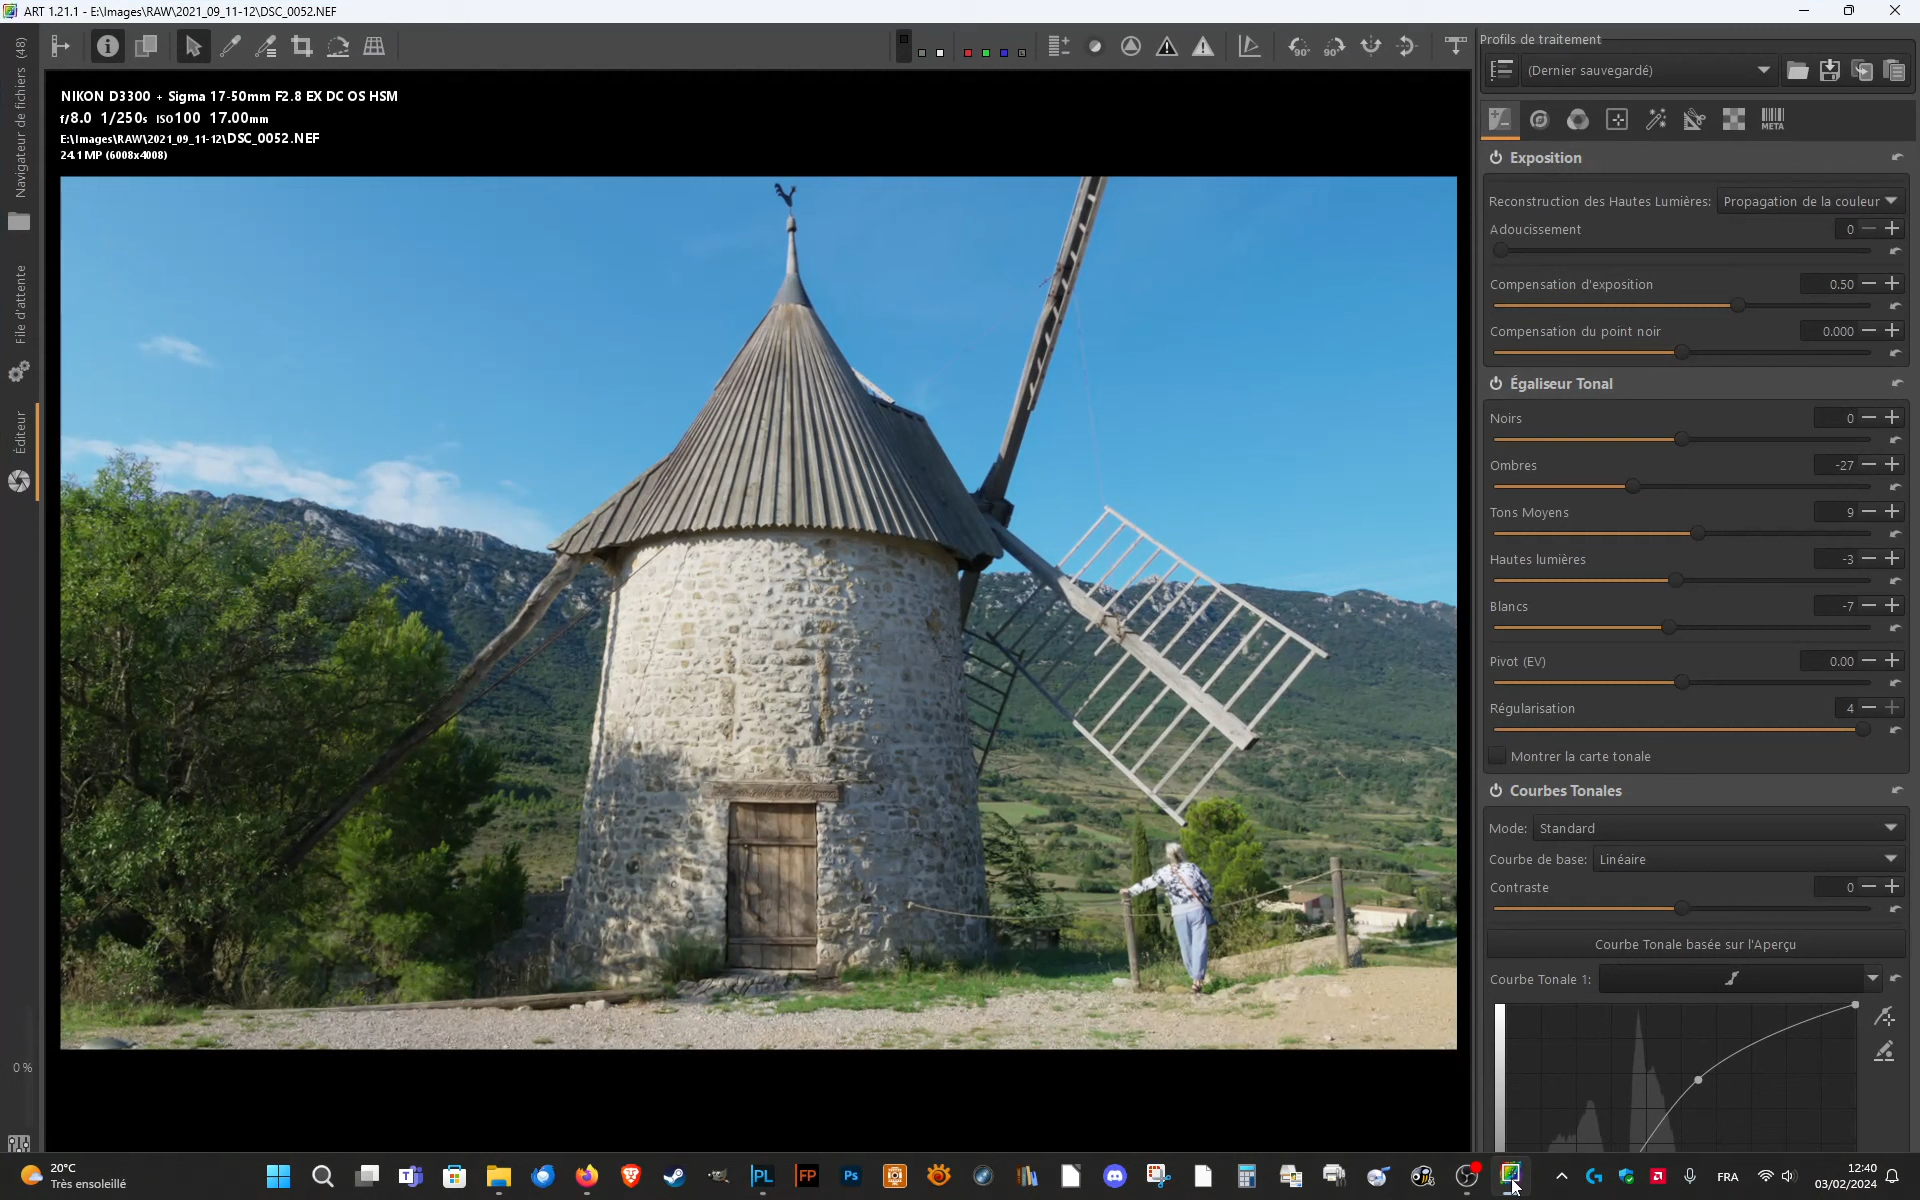 ART 1.21.1 - E:\Images\RAW\2021_09_11-12\DSC_0052.NEF
Navigateur de fichiers (48)
File d'attente
Éditeur
0 %
NIKON D3300 + Sigma 17-50mm F2.8 EX DC OS HSM
f/8.0 1/250s ISO100 17.00mm
E:\Images\RAW\2021_09_11-12\DSC_0052.NEF
24.1 MP (6008x4008)
Profils de traitement
(Dernier sauvegardé)
META
Exposition
Reconstruction des Hautes Lumières: Propagation de la couleur
Adoucissement 0
Compensation d'exposition 0.50
Compensation du point noir 0.000
Égaliseur Tonal
Noirs 0
Ombres -27
Tons Moyens 9
Hautes lumières -3
Blancs -7
Pivot (EV) 0.00
Régularisation 4
Montrer la carte tonale
Courbes Tonales
Mode: Standard
Courbe de base: Linéaire
Contraste 0
Courbe Tonale basée sur l'Aperçu
Courbe Tonale 1:
20°C
Très ensoleillé
PL
FP
Ps
FRA
12:40
03/02/2024